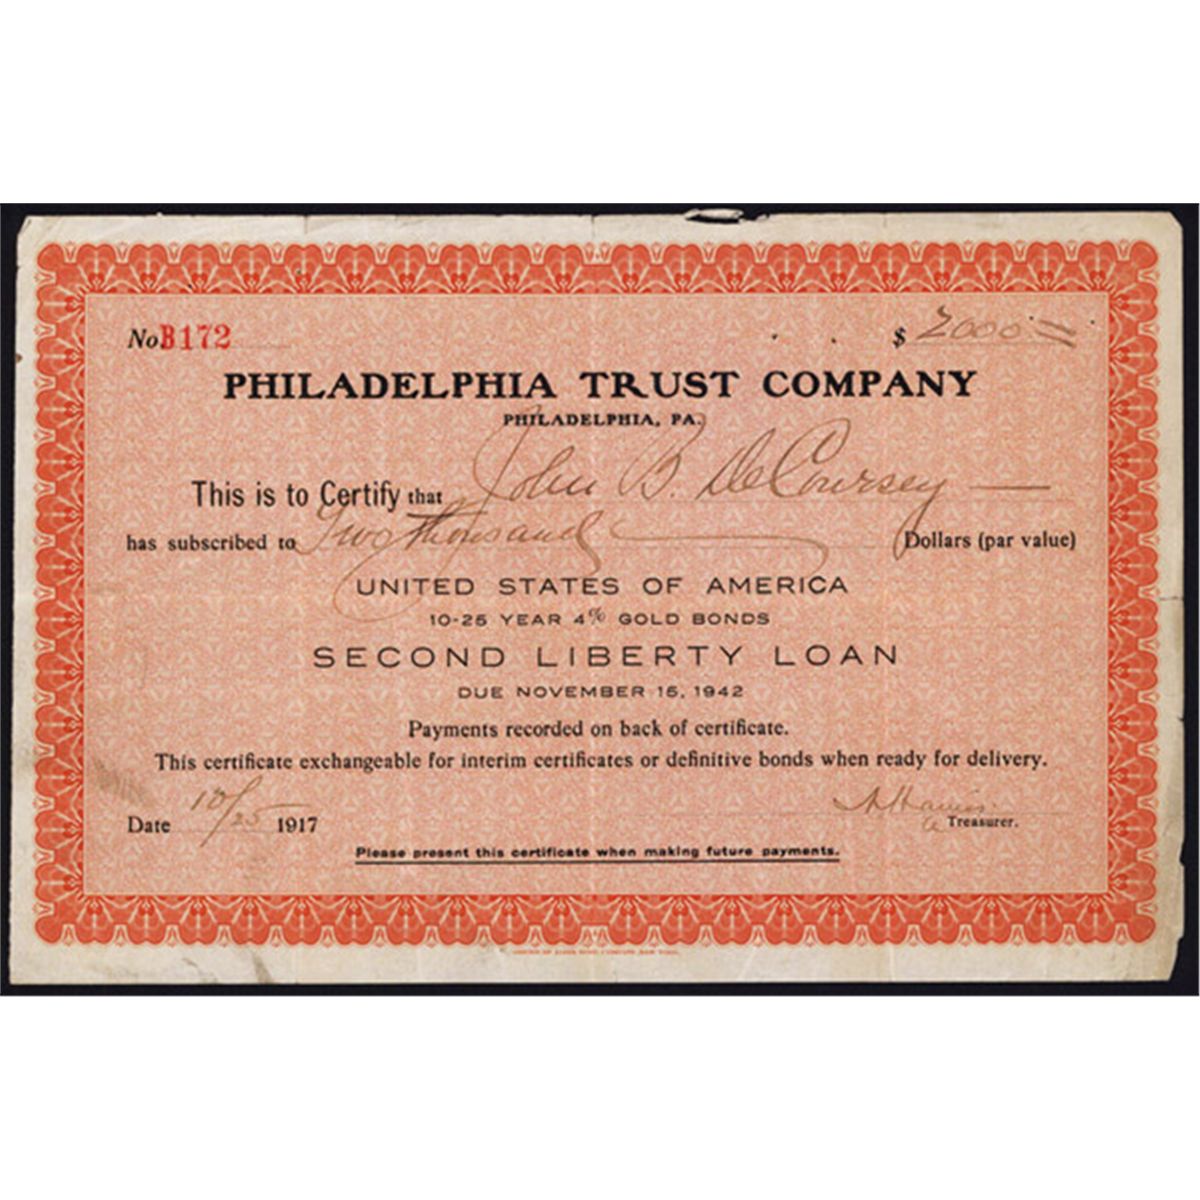 No B172 $ 2000 =
PHILADELPHIA TRUST COMPANY
PHILADELPHIA, PA.
This is to Certify that John B. DeCoursey —
has subscribed to Two thousand Dollars (par value)
UNITED STATES OF AMERICA
10-25 YEAR 4% GOLD BONDS
SECOND LIBERTY LOAN
DUE NOVEMBER 15, 1942
Payments recorded on back of certificate.
This certificate exchangeable for interim certificates or definitive bonds when ready for delivery.
Date 10/25 1917
Treasurer.
Please present this certificate when making future payments.